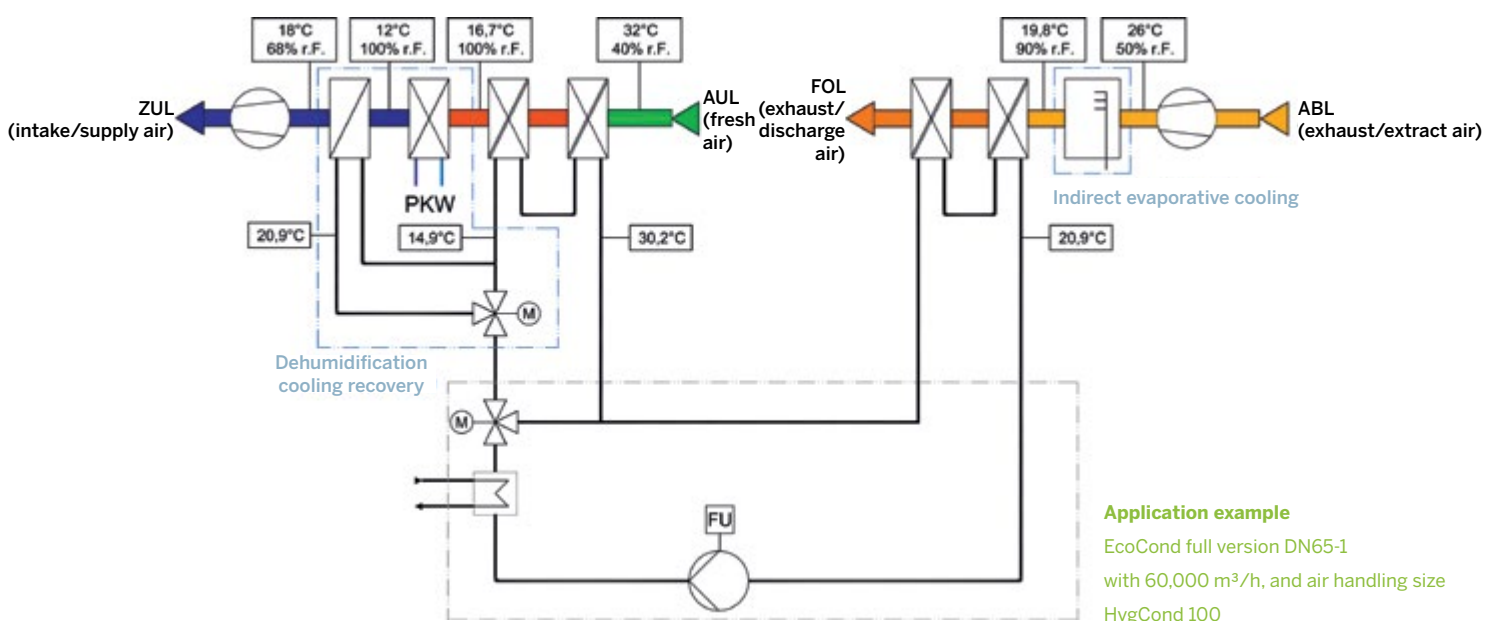 18°C
68% r.F.
12°C
100% r.F.
16,7°C
100% r.F.
32°C
40% r.F.
19,8°C
90% r.F.
26°C
50% r.F.
ZUL
(intake/supply air)
AUL
(fresh
air)
FOL
(exhaust/
discharge
air)
ABL
(exhaust/extract air)
PKW
Indirect evaporative cooling
20,9°C
14,9°C
30,2°C
20,9°C
M
Dehumidification
cooling recovery
M
FU
Application example
EcoCond full version DN65-1
with 60,000 m³/h, and air handling size
HygCond 100